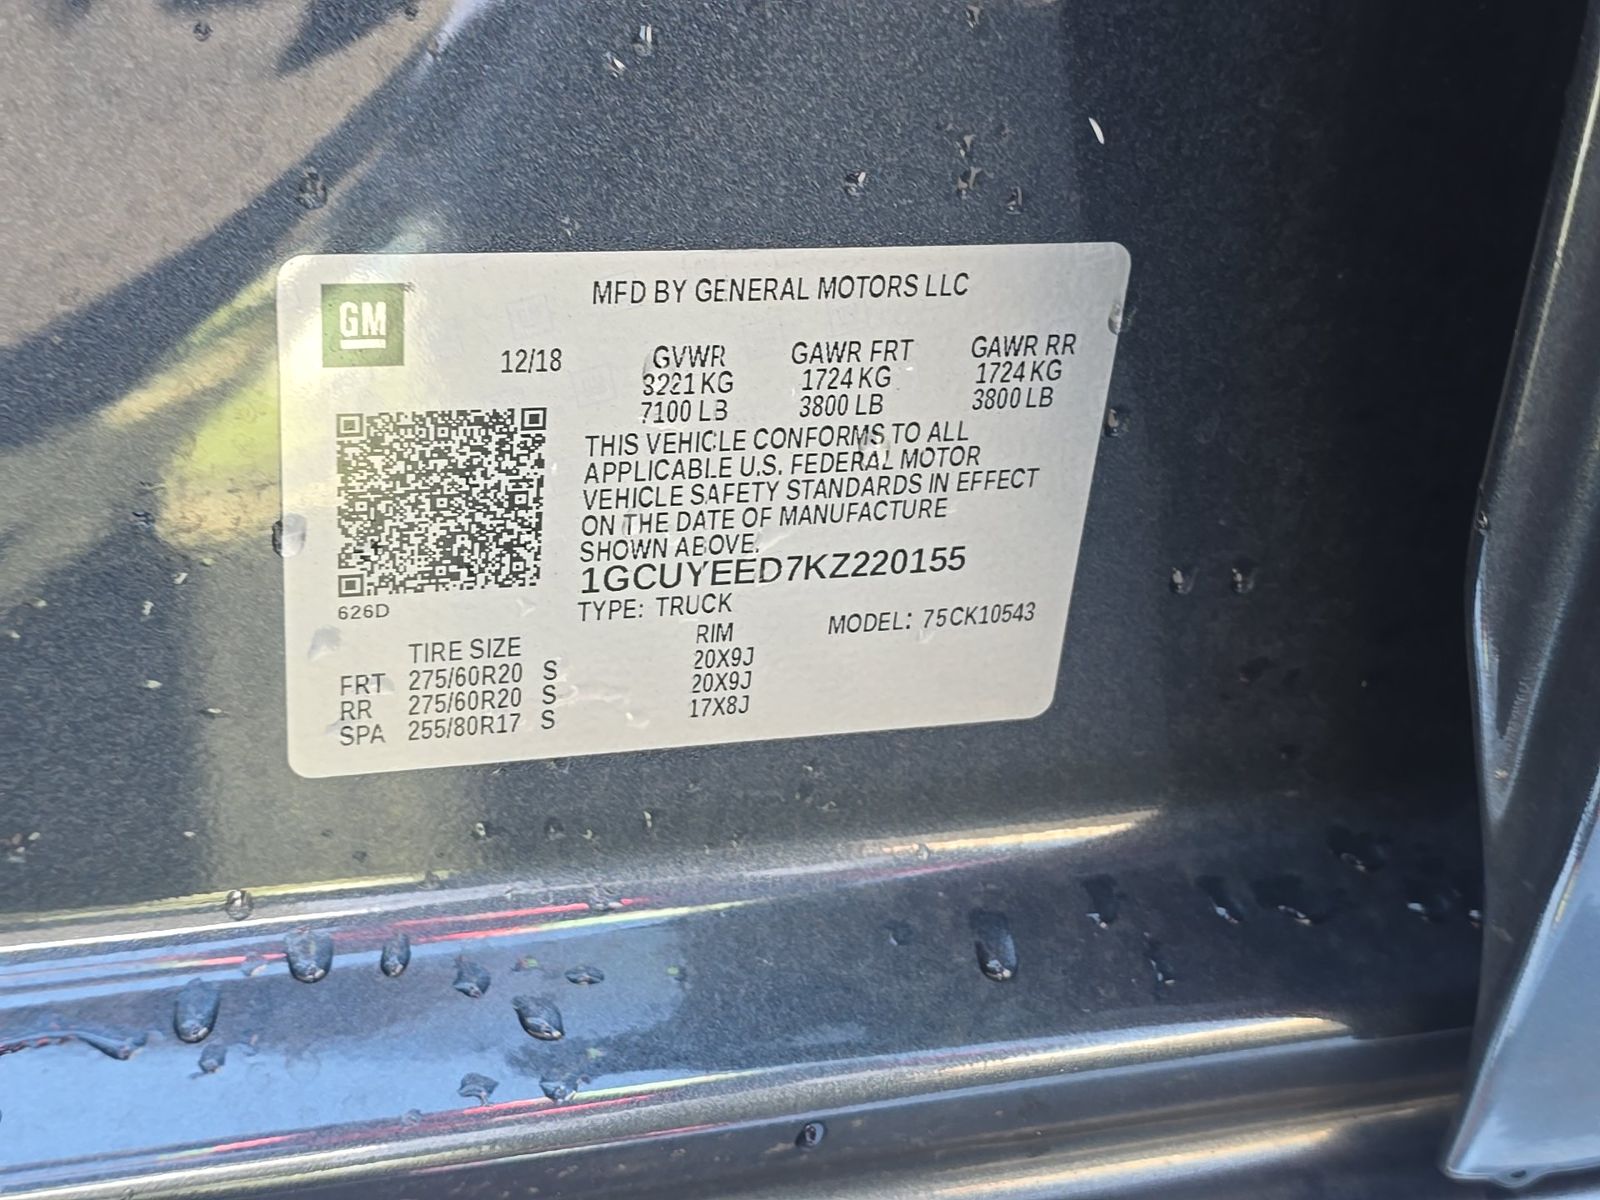 GM
MFD BY GENERAL MOTORS LLC
12/18 GVWR GAWR FRT GAWR RR
3221 KG 1724 KG 1724 KG
7100 LB 3800 LB 3800 LB
THIS VEHICLE CONFORMS TO ALL
APPLICABLE U.S. FEDERAL MOTOR
VEHICLE SAFETY STANDARDS IN EFFECT
ON THE DATE OF MANUFACTURE
SHOWN ABOVE.
1GCUYEED7KZ220155
626D
TYPE: TRUCK MODEL: 75CK10543
TIRE SIZE RIM
FRT 275/60R20 S 20X9J
RR 275/60R20 S 20X9J
SPA 255/80R17 S 17X8J